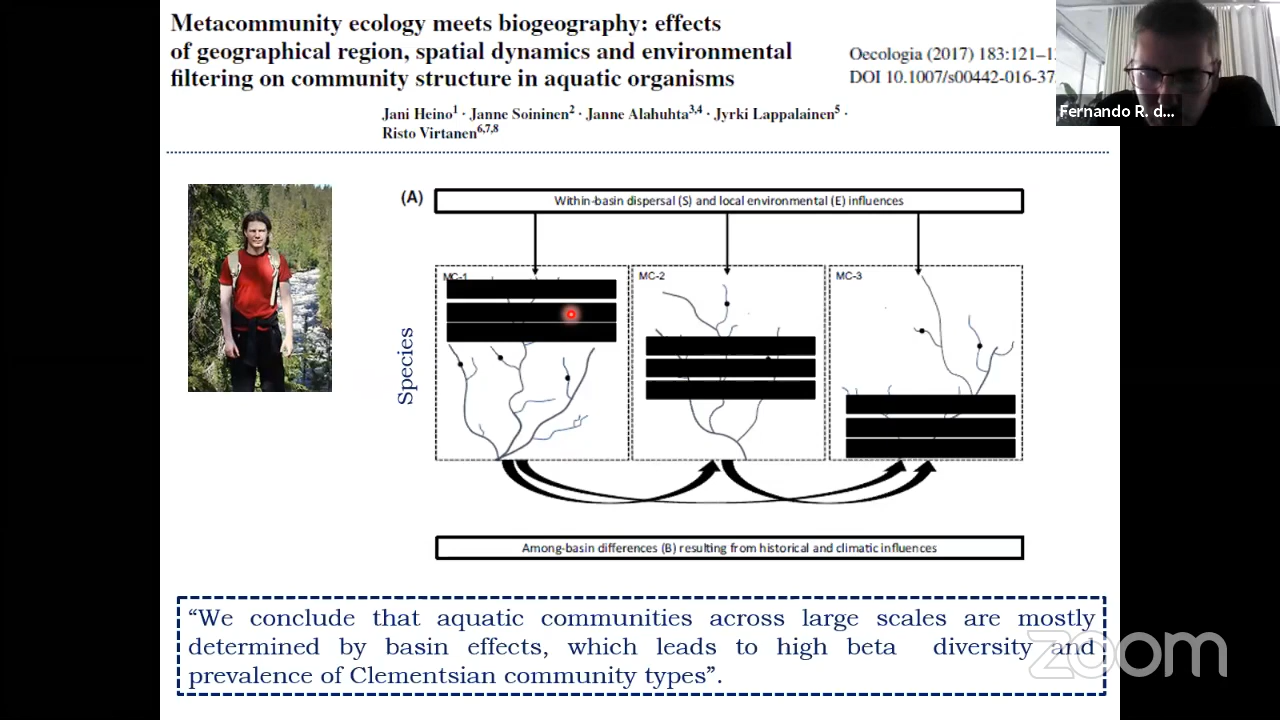 Metacommunity ecology meets biogeography: effects
of geographical region, spatial dynamics and environmental
filtering on community structure in aquatic organisms
Oecologia (2017) 183:121–1
DOI 10.1007/s00442-016-37
Fernando R. d...
Jani Heino1 · Janne Soininen2 · Janne Alahuhta3,4 · Jyrki Lappalainen5 ·
Risto Virtanen6,7,8
(A)
Within-basin dispersal (S) and local environmental (E) influences
MC-1
MC-2
MC-3
Species
Among-basin differences (B) resulting from historical and climatic influences
“We conclude that aquatic communities across large scales are mostly
determined by basin effects, which leads to high beta diversity and
prevalence of Clementsian community types”.
zoom